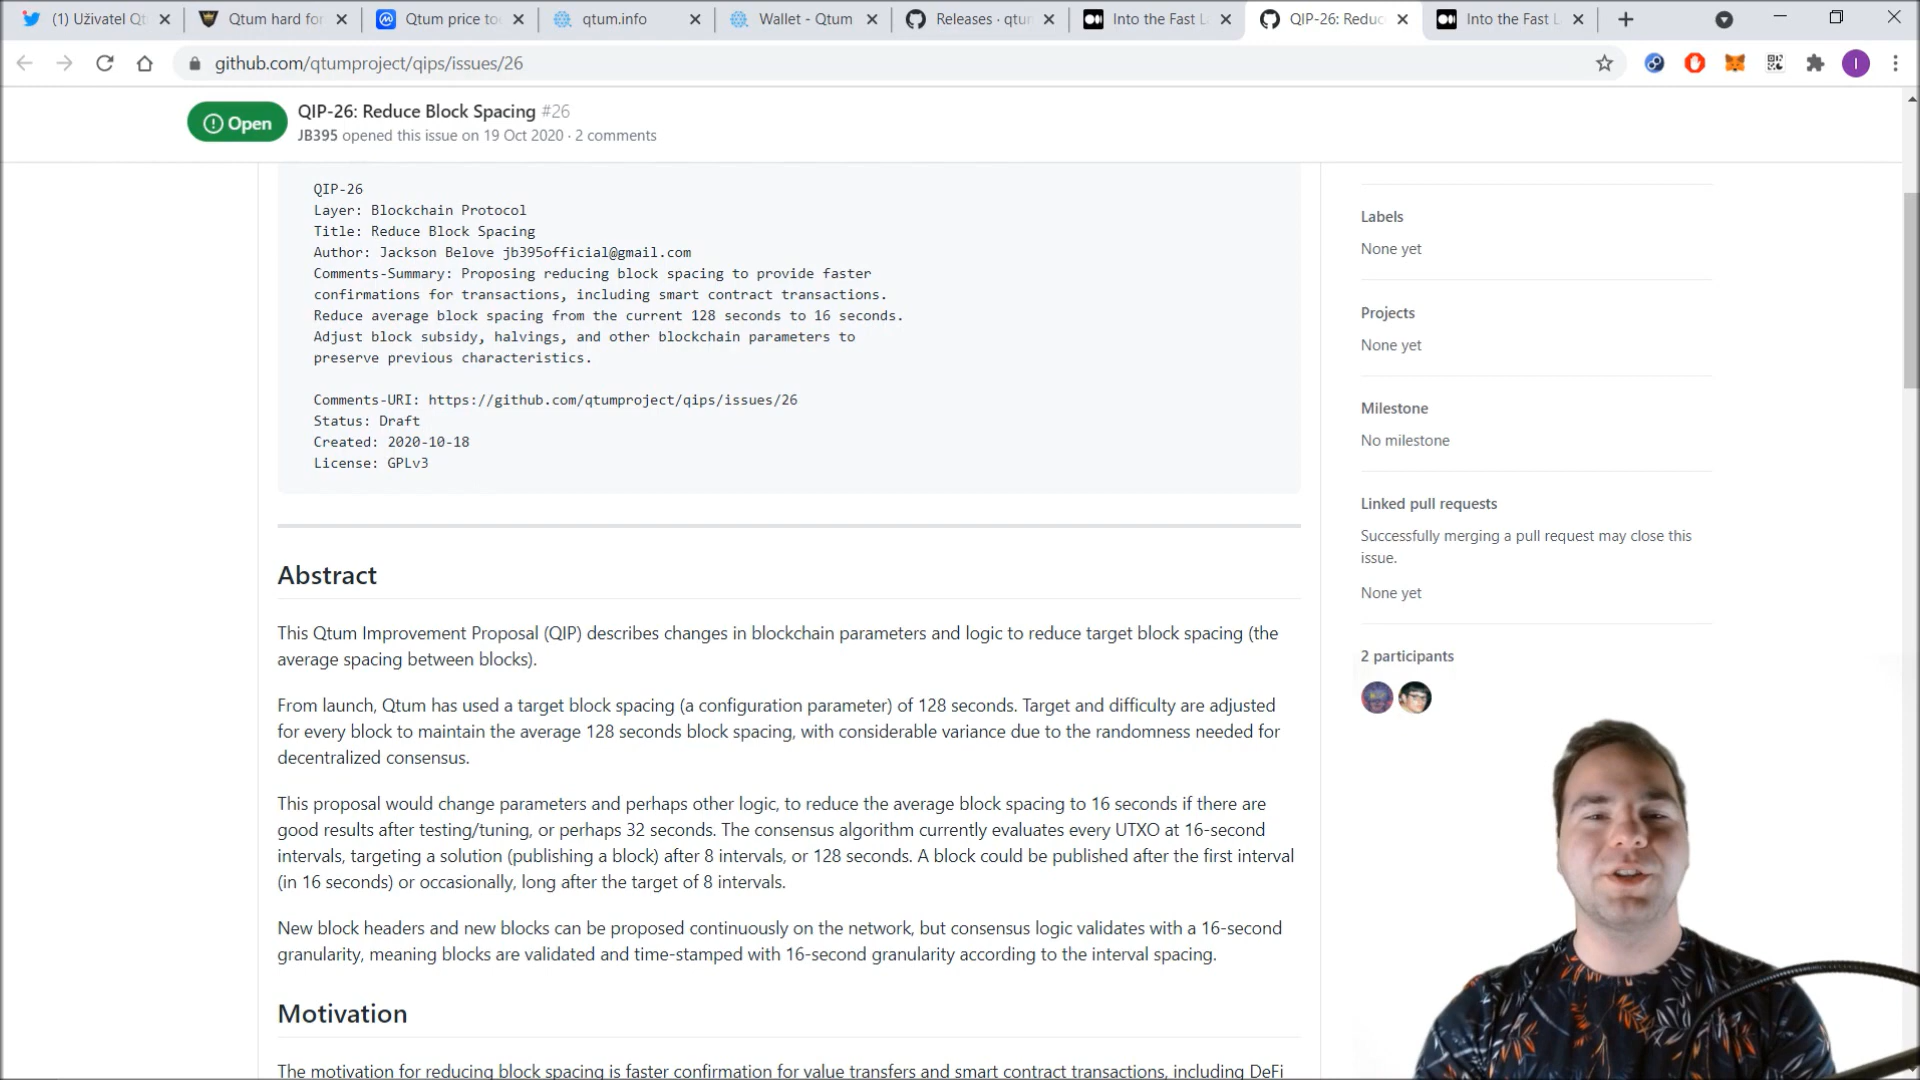 (1) Uživatel Qt
Qtum hard for
Qtum price to
qtum.info
Wallet - Qtum
Releases · qtu
Into the Fast L
QIP-26: Reduc
Into the Fast L
github.com/qtumproject/qips/issues/26
I
Open
QIP-26: Reduce Block Spacing #26
JB395 opened this issue on 19 Oct 2020 · 2 comments
QIP-26
Layer: Blockchain Protocol
Title: Reduce Block Spacing
Author: Jackson Belove jb395official@gmail.com
Comments-Summary: Proposing reducing block spacing to provide faster
confirmations for transactions, including smart contract transactions.
Reduce average block spacing from the current 128 seconds to 16 seconds.
Adjust block subsidy, halvings, and other blockchain parameters to
preserve previous characteristics.
Comments-URI: https://github.com/qtumproject/qips/issues/26
Status: Draft
Created: 2020-10-18
License: GPLv3
Abstract
This Qtum Improvement Proposal (QIP) describes changes in blockchain parameters and logic to reduce target block spacing (the
average spacing between blocks).
From launch, Qtum has used a target block spacing (a configuration parameter) of 128 seconds. Target and difficulty are adjusted
for every block to maintain the average 128 seconds block spacing, with considerable variance due to the randomness needed for
decentralized consensus.
This proposal would change parameters and perhaps other logic, to reduce the average block spacing to 16 seconds if there are
good results after testing/tuning, or perhaps 32 seconds. The consensus algorithm currently evaluates every UTXO at 16-second
intervals, targeting a solution (publishing a block) after 8 intervals, or 128 seconds. A block could be published after the first interval
(in 16 seconds) or occasionally, long after the target of 8 intervals.
New block headers and new blocks can be proposed continuously on the network, but consensus logic validates with a 16-second
granularity, meaning blocks are validated and time-stamped with 16-second granularity according to the interval spacing.
Motivation
The motivation for reducing block spacing is faster confirmation for value transfers and smart contract transactions, including DeFi
Labels
None yet
Projects
None yet
Milestone
No milestone
Linked pull requests
Successfully merging a pull request may close this
issue.
None yet
2 participants